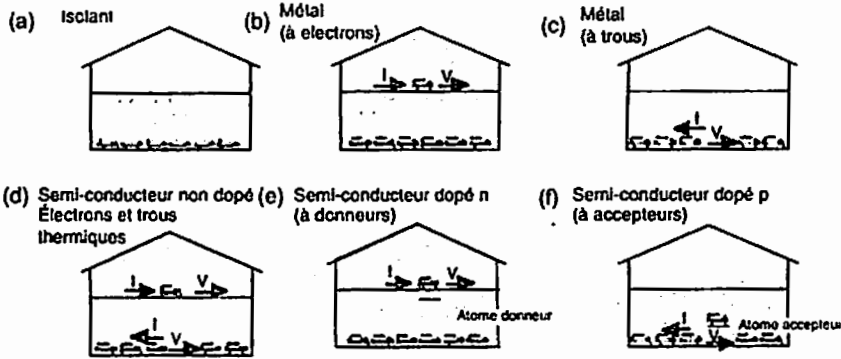 (a) Isolant
(b) Métal
(à electrons)
I V
(c) Métal
(à trous)
I V
(d) Semi-conducteur non dopé
Électrons et trous
thermiques
I V
I V
(e) Semi-conducteur dopé n
(à donneurs)
I V
Atome donneur
(f) Semi-conducteur dopé p
(à accepteurs)
I V
Atome accepteur